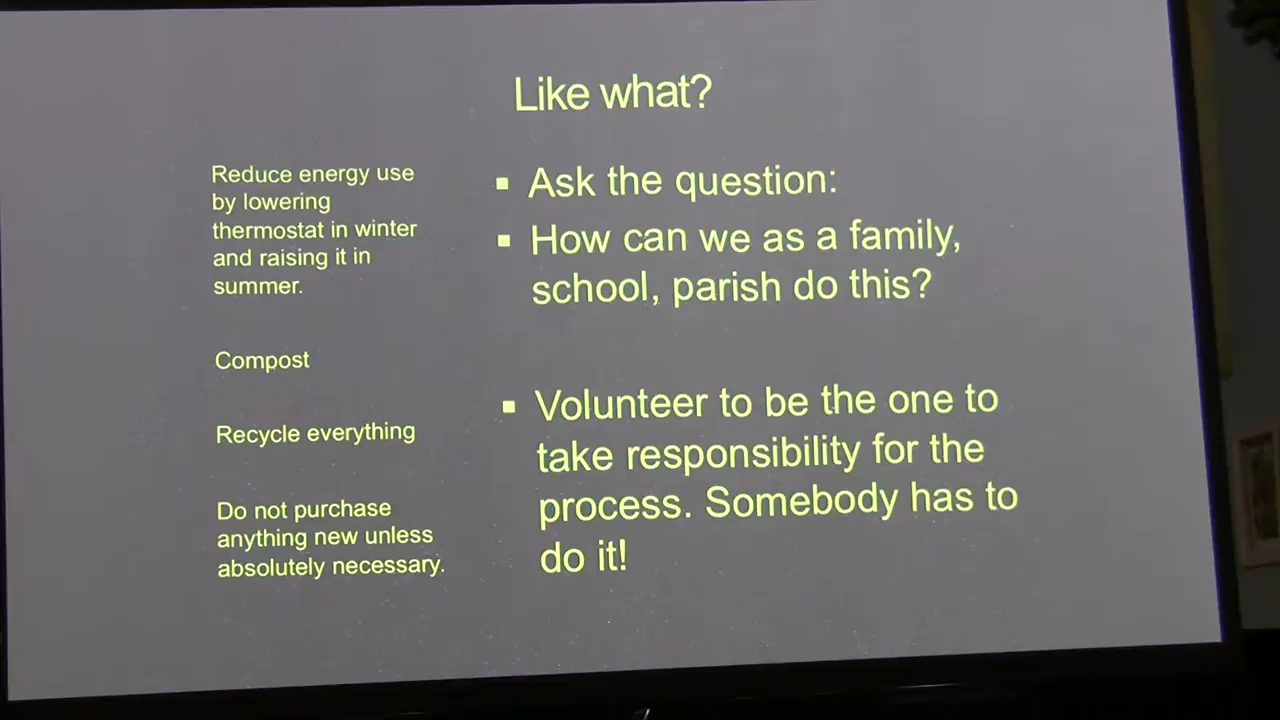 Like what?
Reduce energy use
by lowering
thermostat in winter
and raising it in
summer.
Compost
Recycle everything
Do not purchase
anything new unless
absolutely necessary.
▪ Ask the question:
▪ How can we as a family,
school, parish do this?
▪ Volunteer to be the one to
take responsibility for the
process. Somebody has to
do it!